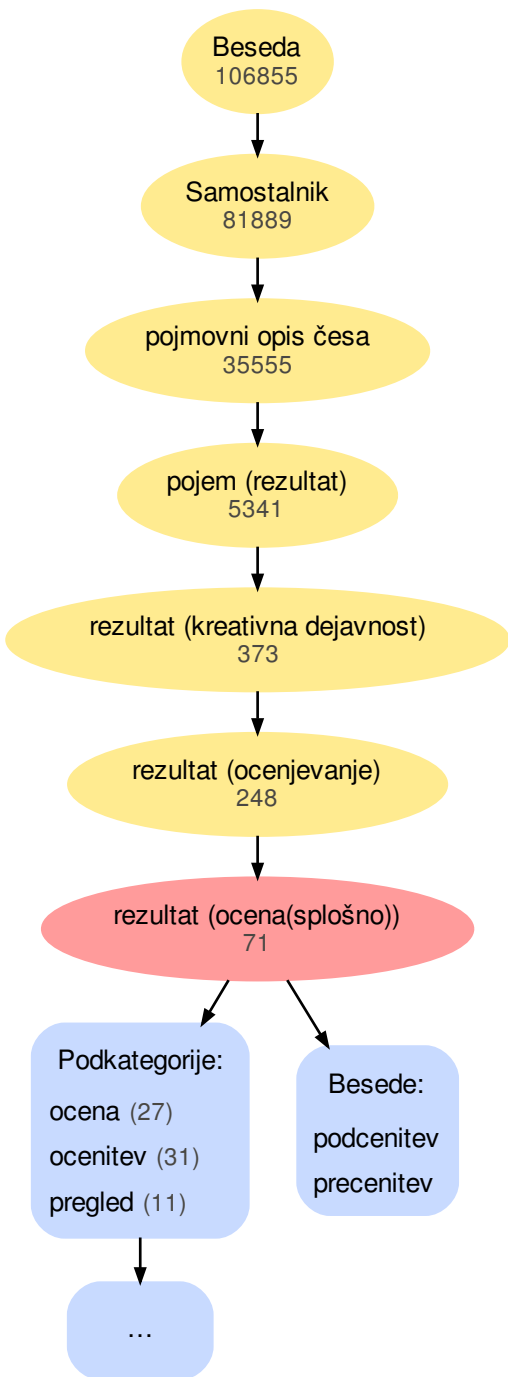 Beseda
106855
Samostalnik
81889
pojmovni opis česa
35555
pojem (rezultat)
5341
rezultat (kreativna dejavnost)
373
rezultat (ocenjevanje)
248
rezultat (ocena(splošno))
71
Podkategorije:
ocena (27)
ocenitev (31)
pregled (11)
Besede:
podcenitev
precenitev
...